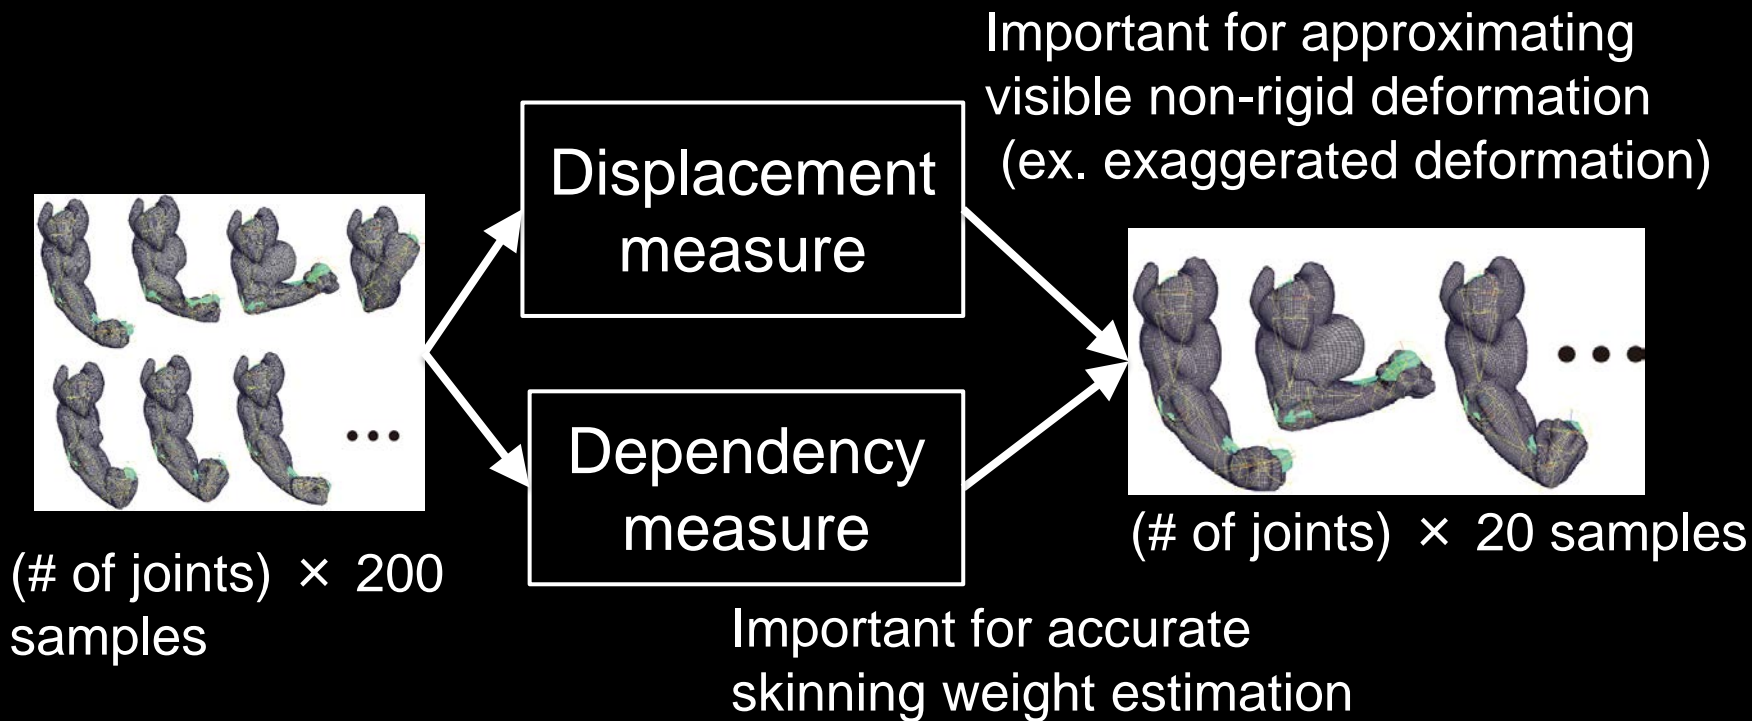 Important for approximating
visible non-rigid deformation
(ex. exaggerated deformation)
Displacement
measure
Dependency
measure
(# of joints) × 200
samples
(# of joints) × 20 samples
Important for accurate
skinning weight estimation